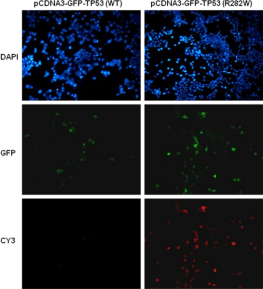 pCDNA3-GFP-TP53 (WT)
pCDNA3-GFP-TP53 (R282W)
DAPI
GFP
CY3